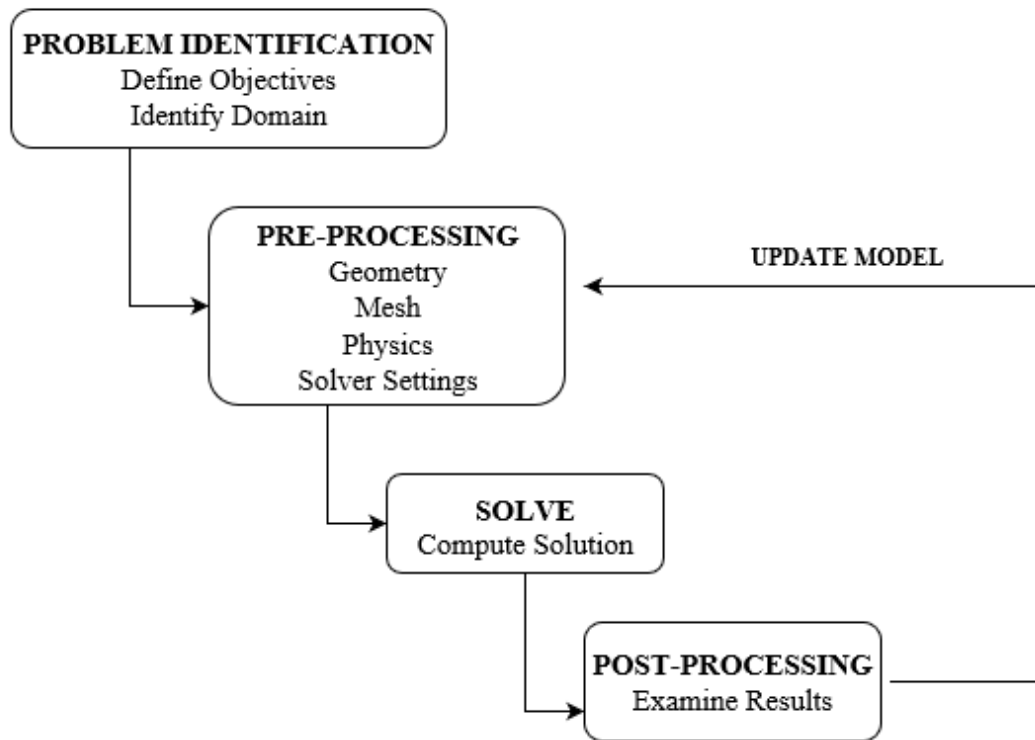 PROBLEM IDENTIFICATION
Define Objectives
Identify Domain
PRE-PROCESSING
Geometry
Mesh
Physics
Solver Settings
UPDATE MODEL
SOLVE
Compute Solution
POST-PROCESSING
Examine Results